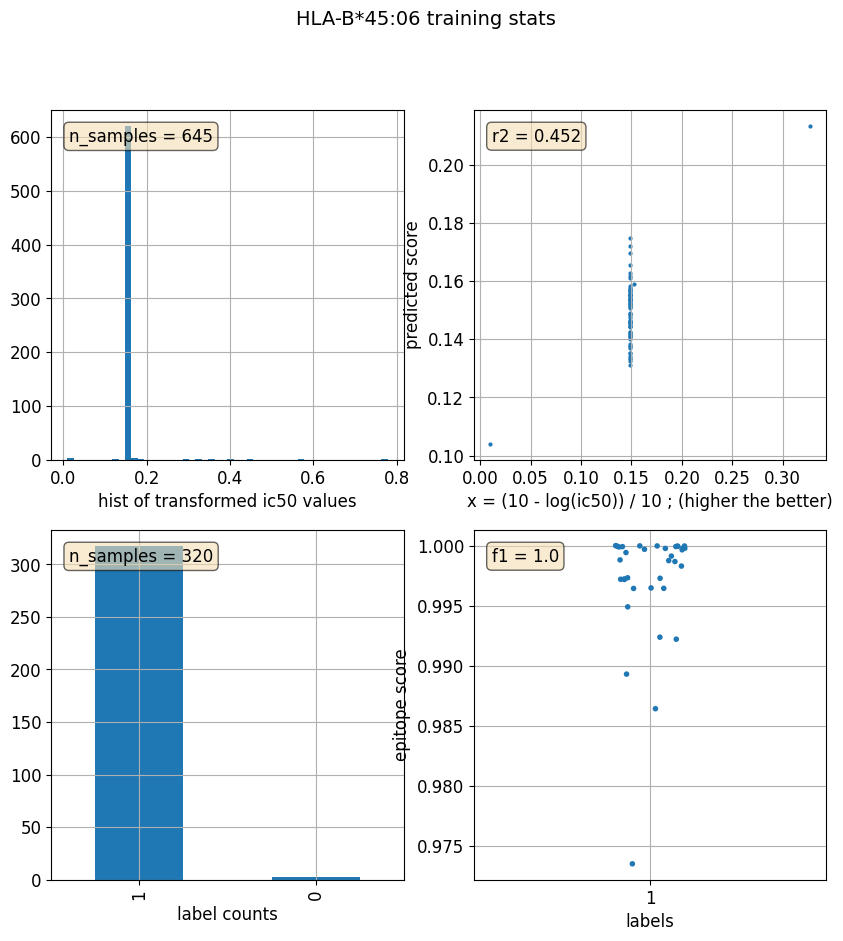 HLA-B*45:06 training stats
n_samples = 645
600
500
400
300
200
100
0
0.0 0.2 0.4 0.6 0.8
hist of transformed ic50 values
r2 = 0.452
predicted score
0.20
0.18
0.16
0.14
0.12
0.10
0.00 0.05 0.10 0.15 0.20 0.25 0.30
x = (10 - log(ic50)) / 10 ; (higher the better)
n_samples = 320
300
250
200
150
100
50
0
1 0
label counts
f1 = 1.0
epitope score
1.000
0.995
0.990
0.985
0.980
0.975
1
labels